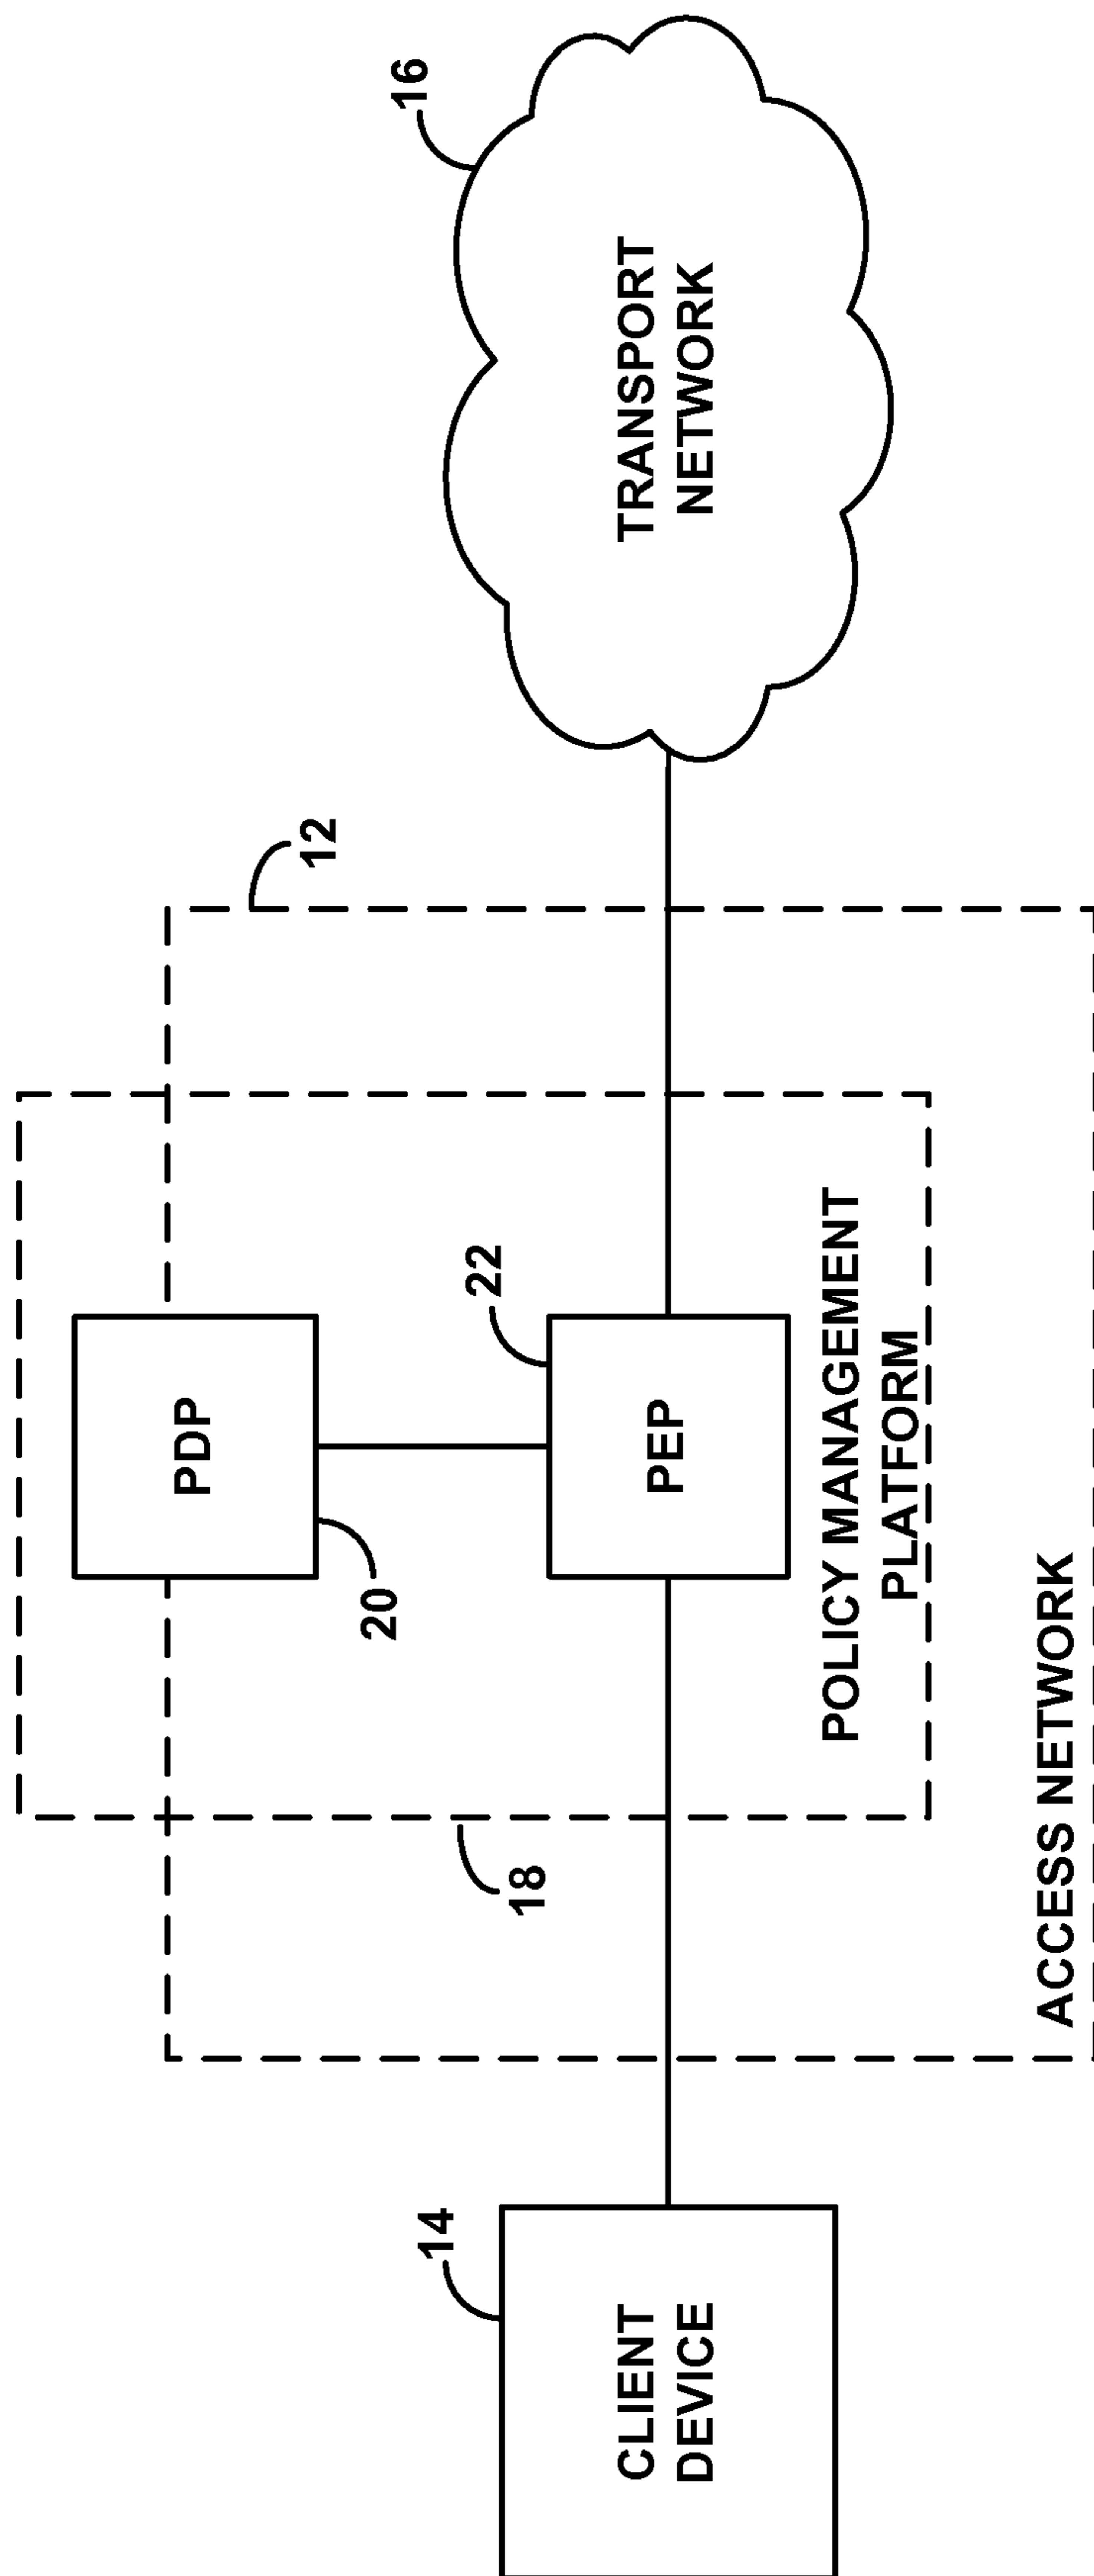 16
TRANSPORT
NETWORK
12
PDP
20
22
PEP
POLICY MANAGEMENT
PLATFORM
18
ACCESS NETWORK
14
CLIENT
DEVICE